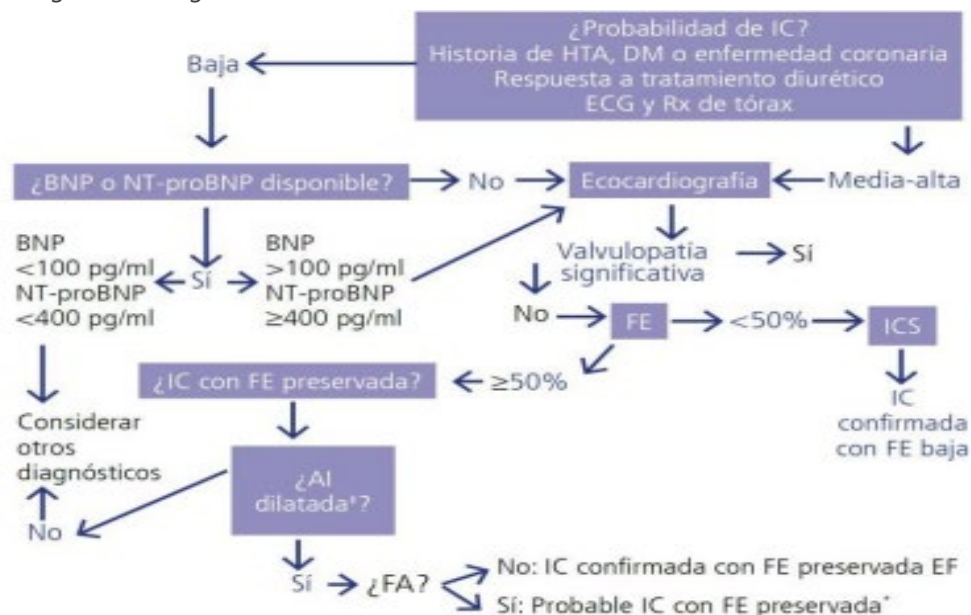 ¿Probabilidad de IC?
Historia de HTA, DM o enfermedad coronaria
Respuesta a tratamiento diurético
ECG y Rx de tórax
Baja
¿BNP o NT-proBNP disponible?
No
Ecocardiografía
Media-alta
BNP
<100 pg/ml
NT-proBNP
<400 pg/ml
Sí
BNP
>100 pg/ml
NT-proBNP
≥400 pg/ml
Valvulopatía
significativa
Sí
No
FE
<50%
ICS
¿IC con FE preservada?
≥50%
IC
confirmada
con FE baja
Considerar
otros
diagnósticos
¿AI
dilatada†?
No
Sí
¿FA?
No: IC confirmada con FE preservada EF
Sí: Probable IC con FE preservada*